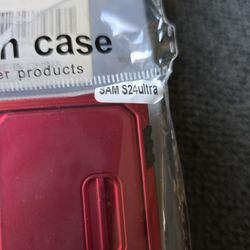 n case
er products
SAM S24ultra